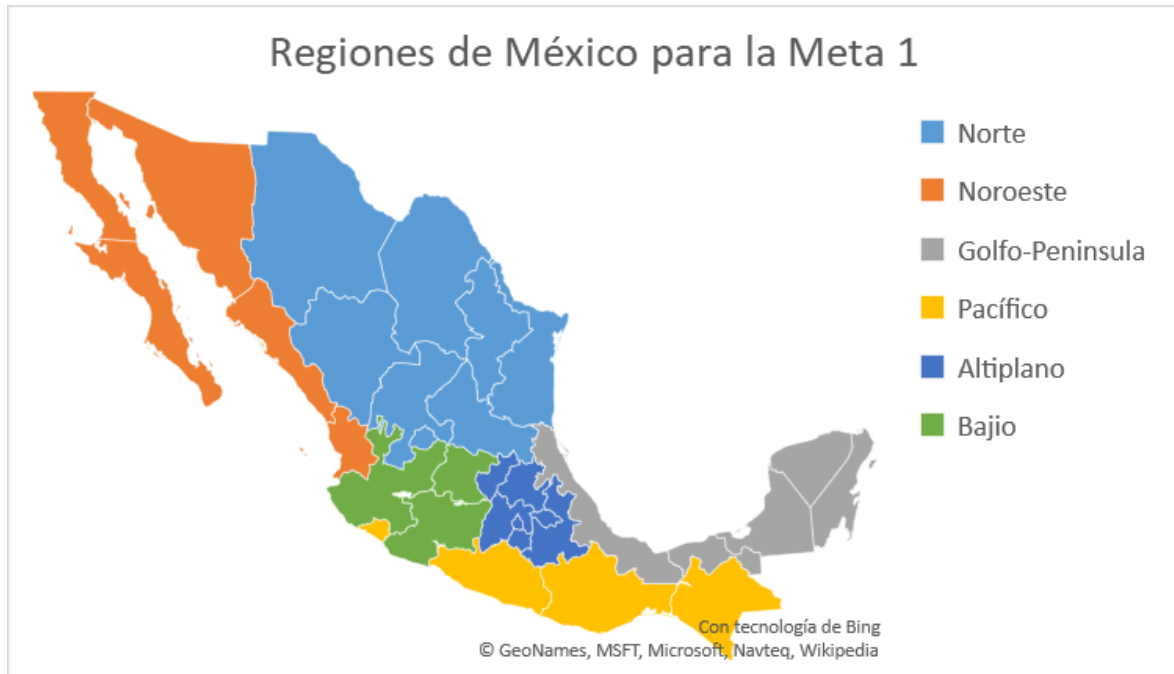 Regiones de México para la Meta 1
Norte
Noroeste
Golfo-Peninsula
Pacífico
Altiplano
Bajio
Con tecnología de Bing
© GeoNames, MSFT, Microsoft, Navteq, Wikipedia